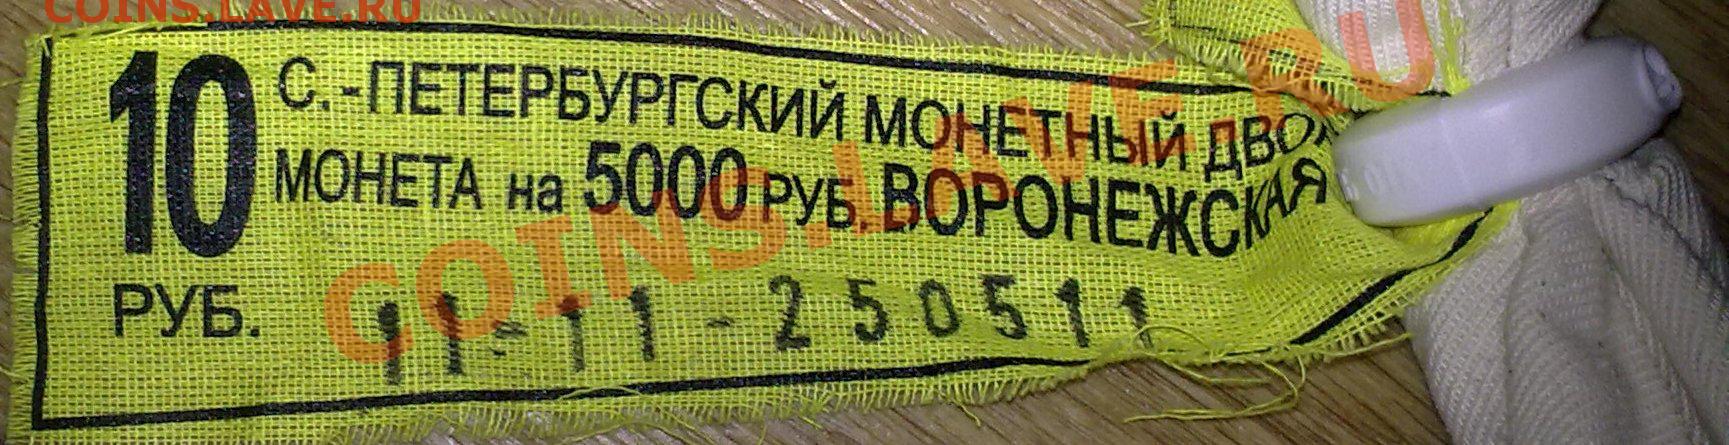 COINS.LAVE.RU
10
РУБ.
С.-ПЕТЕРБУРГСКИЙ МОНЕТНЫЙ ДВОР
МОНЕТА на 5000 РУБ. ВОРОНЕЖСКАЯ
11-11-250511
COINS.LAVE.RU